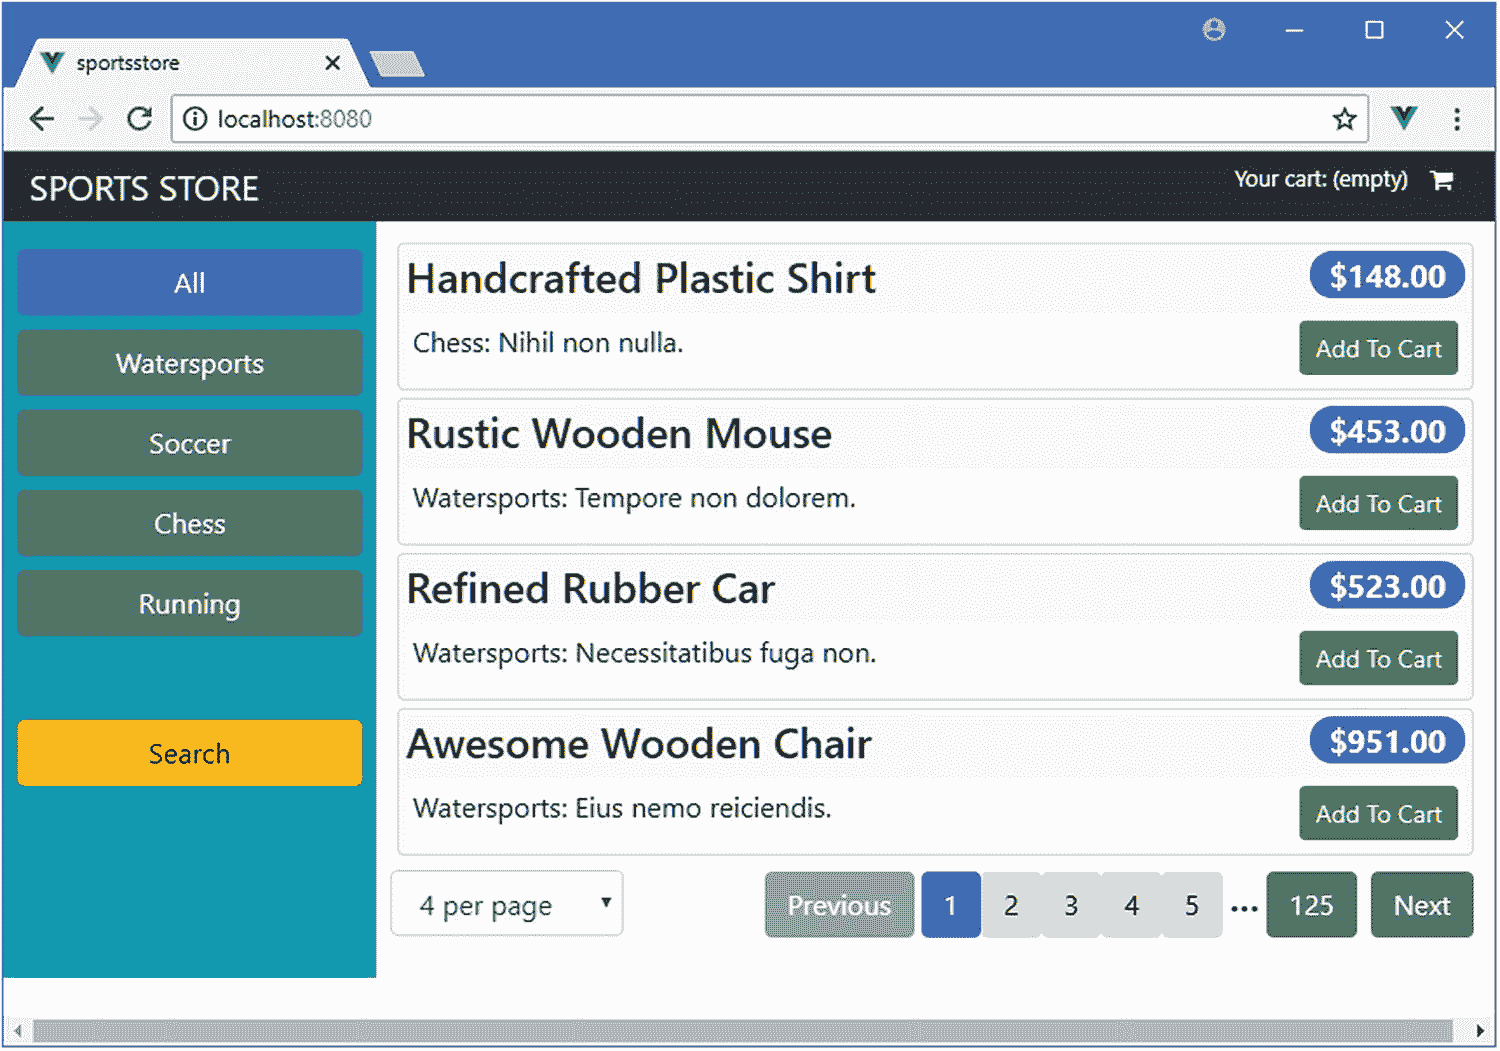 sportsstore
localhost:8080
SPORTS STORE
Your cart: (empty)
All
Watersports
Soccer
Chess
Running
Search
Handcrafted Plastic Shirt
$148.00
Chess: Nihil non nulla.
Add To Cart
Rustic Wooden Mouse
$453.00
Watersports: Tempore non dolorem.
Add To Cart
Refined Rubber Car
$523.00
Watersports: Necessitatibus fuga non.
Add To Cart
Awesome Wooden Chair
$951.00
Watersports: Eius nemo reiciendis.
Add To Cart
4 per page
Previous 1 2 3 4 5 ... 125 Next